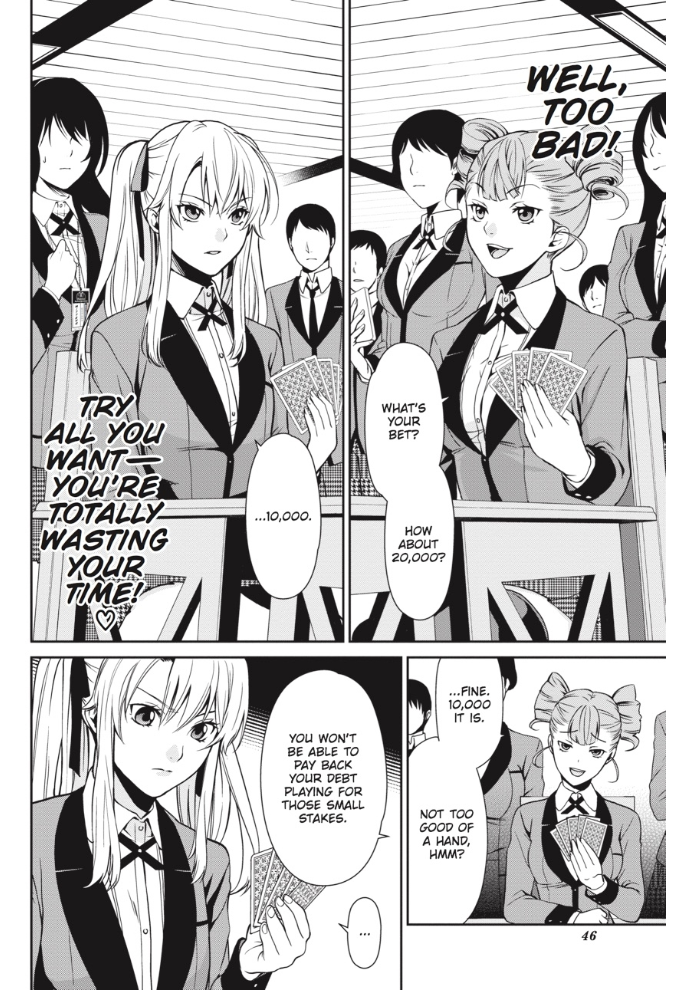 WELL,
TOO
BAD!
WHAT'S
YOUR
BET?
HOW
ABOUT
20,000?
...10,000.
TRY
ALL YOU
WANT—
YOU'RE
TOTALLY
WASTING
YOUR
TIME!
♡
...FINE.
10,000
IT IS.
NOT TOO
GOOD OF
A HAND,
HMM?
YOU WON'T
BE ABLE TO
PAY BACK
YOUR DEBT
PLAYING FOR
THOSE SMALL
STAKES.
...
46